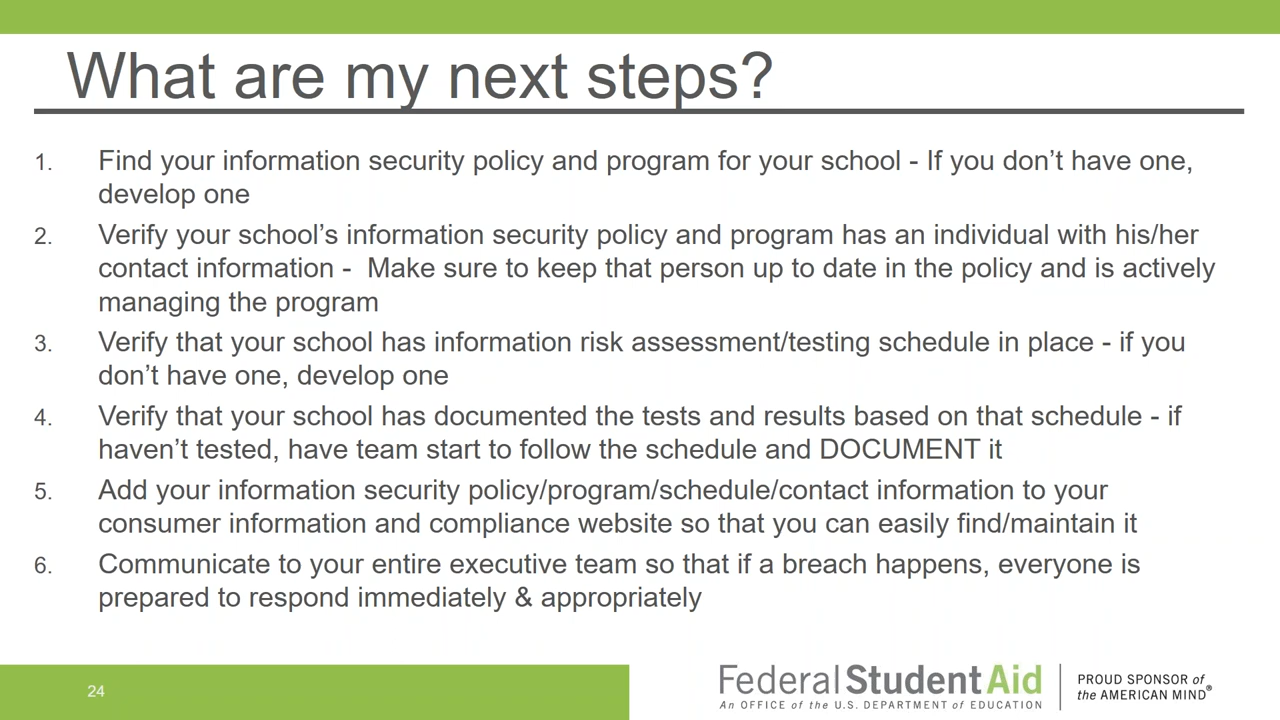 What are my next steps?
1. Find your information security policy and program for your school - If you don’t have one,
develop one
2. Verify your school’s information security policy and program has an individual with his/her
contact information -  Make sure to keep that person up to date in the policy and is actively
managing the program
3. Verify that your school has information risk assessment/testing schedule in place - if you
don’t have one, develop one
4. Verify that your school has documented the tests and results based on that schedule - if
haven’t tested, have team start to follow the schedule and DOCUMENT it
5. Add your information security policy/program/schedule/contact information to your
consumer information and compliance website so that you can easily find/maintain it
6. Communicate to your entire executive team so that if a breach happens, everyone is
prepared to respond immediately & appropriately
24
Federal Student Aid
An OFFICE of the U.S. DEPARTMENT of EDUCATION
PROUD SPONSOR of
the AMERICAN MIND®